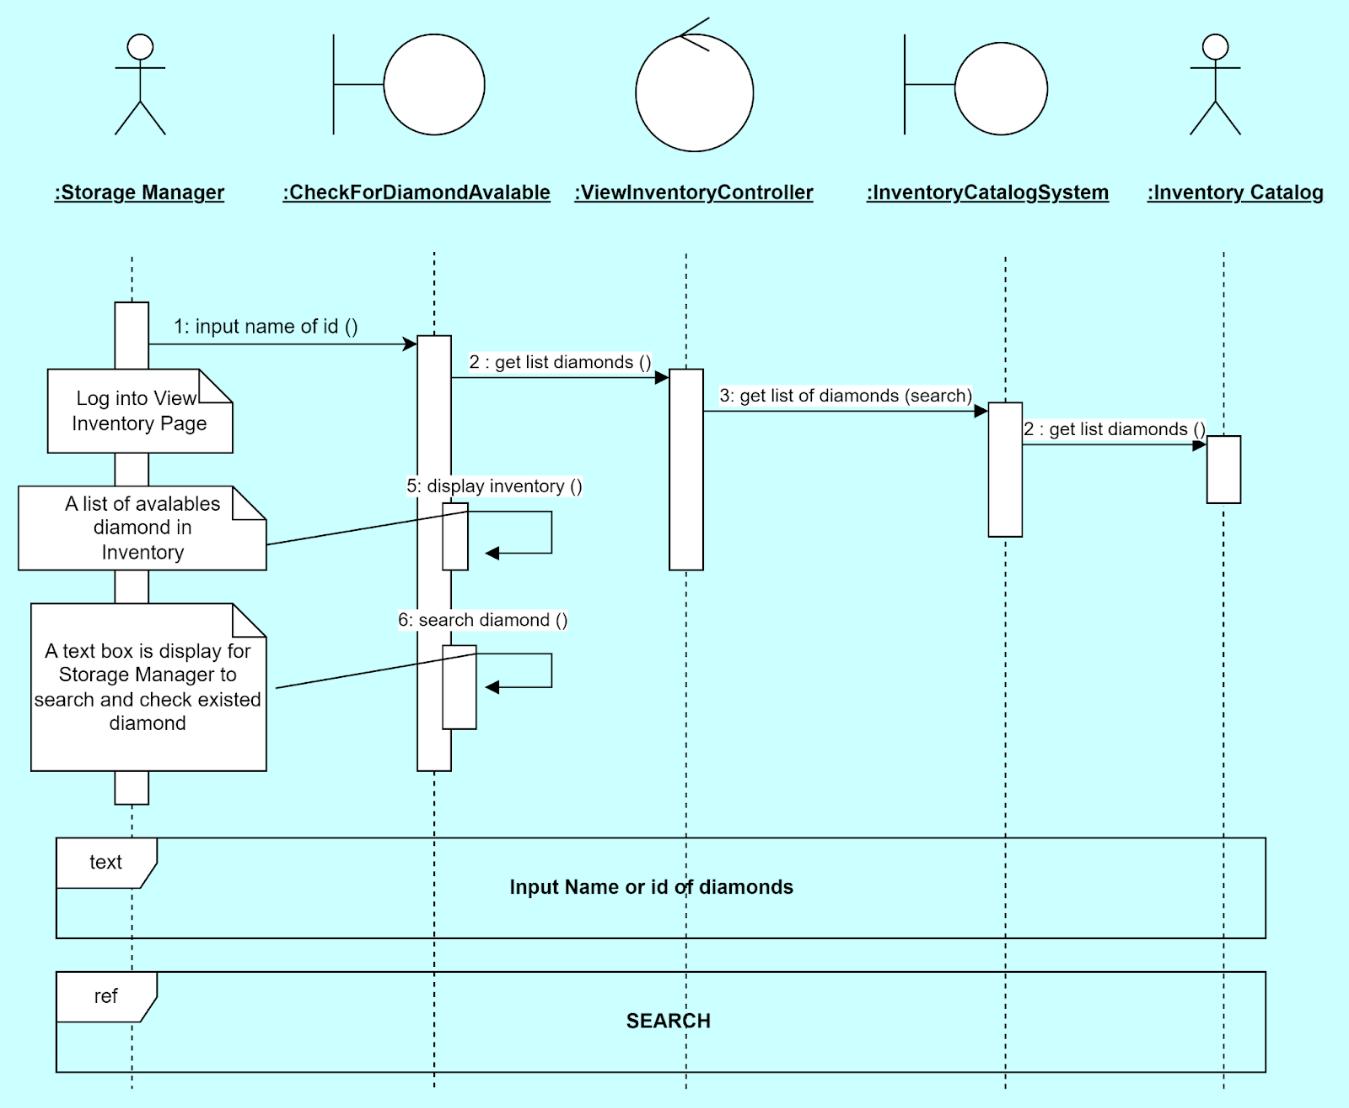 :Storage Manager
:CheckForDiamondAvalable
:ViewInventoryController
:InventoryCatalogSystem
:Inventory Catalog
1: input name of id ()
2 : get list diamonds ()
3: get list of diamonds (search)
2 : get list diamonds ()
Log into View
Inventory Page
5: display inventory ()
A list of avalables
diamond in
Inventory
6: search diamond ()
A text box is display for
Storage Manager to
search and check existed
diamond
text
Input Name or id of diamonds
ref
SEARCH